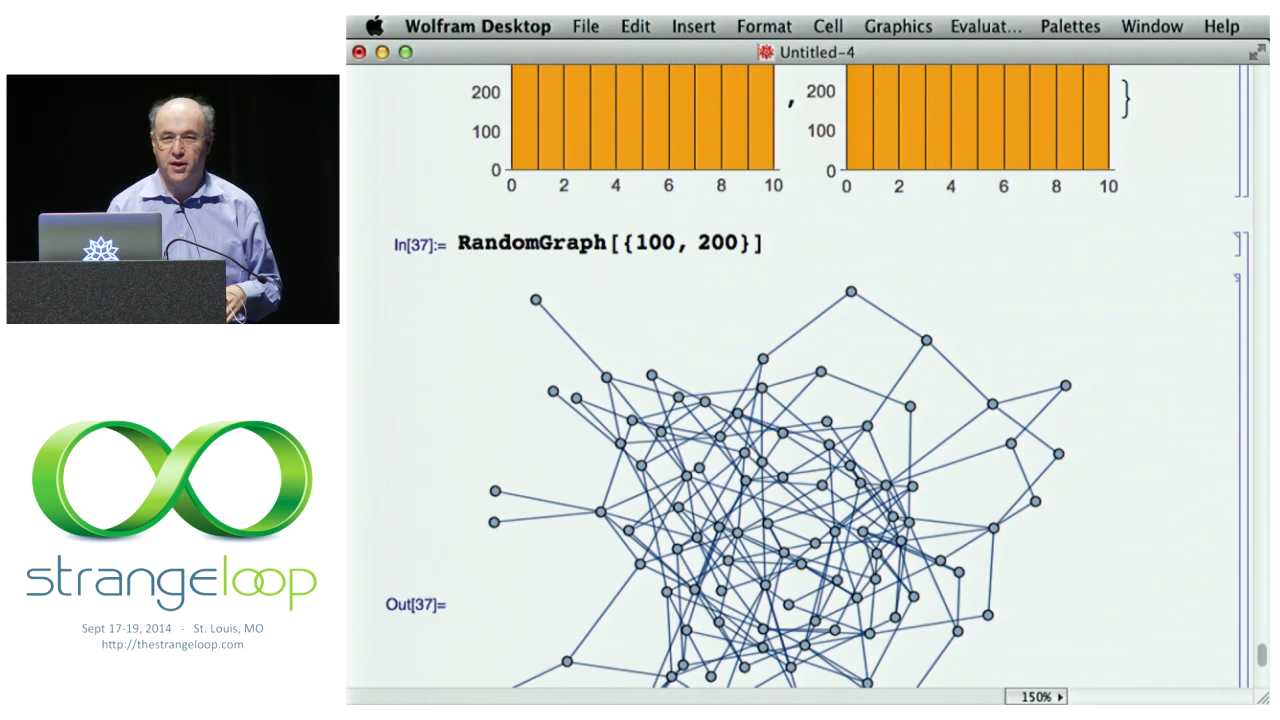 Wolfram Desktop File Edit Insert Format Cell Graphics Evaluat... Palettes Window Help
Untitled-4
200
100
0
0 2 4 6 8 10
,
200
100
0
0 2 4 6 8 10
}
In[37]:= RandomGraph[{100, 200}]
Out[37]=
150%
strangeloop
Sept 17-19, 2014 - St. Louis, MO
http://thestrangeloop.com